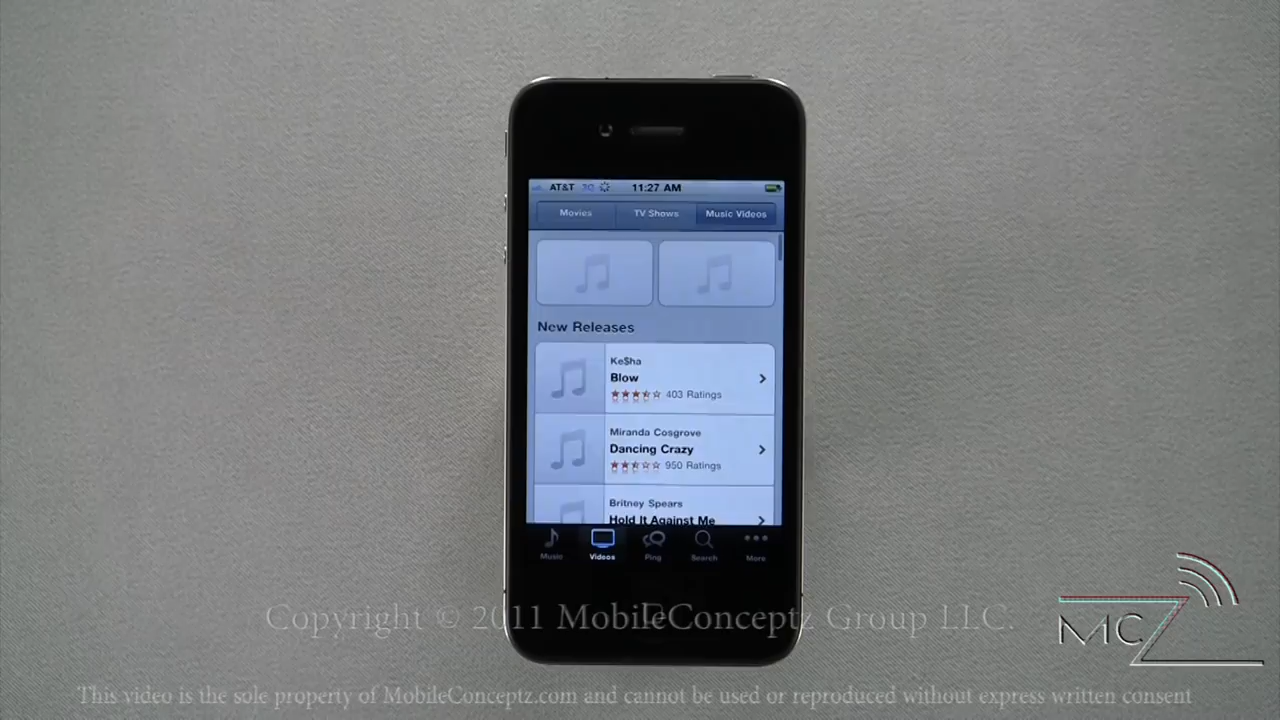 AT&T 3G 11:27 AM
Movies TV Shows Music Videos
New Releases
Ke$ha
Blow
403 Ratings
Miranda Cosgrove
Dancing Crazy
950 Ratings
Britney Spears
Hold It Against Me
Music Videos Ping Search More
Copyright © 2011 MobileConceptz Group LLC.
MCZ
This video is the sole property of MobileConceptz.com and cannot be used or reproduced without express written consent